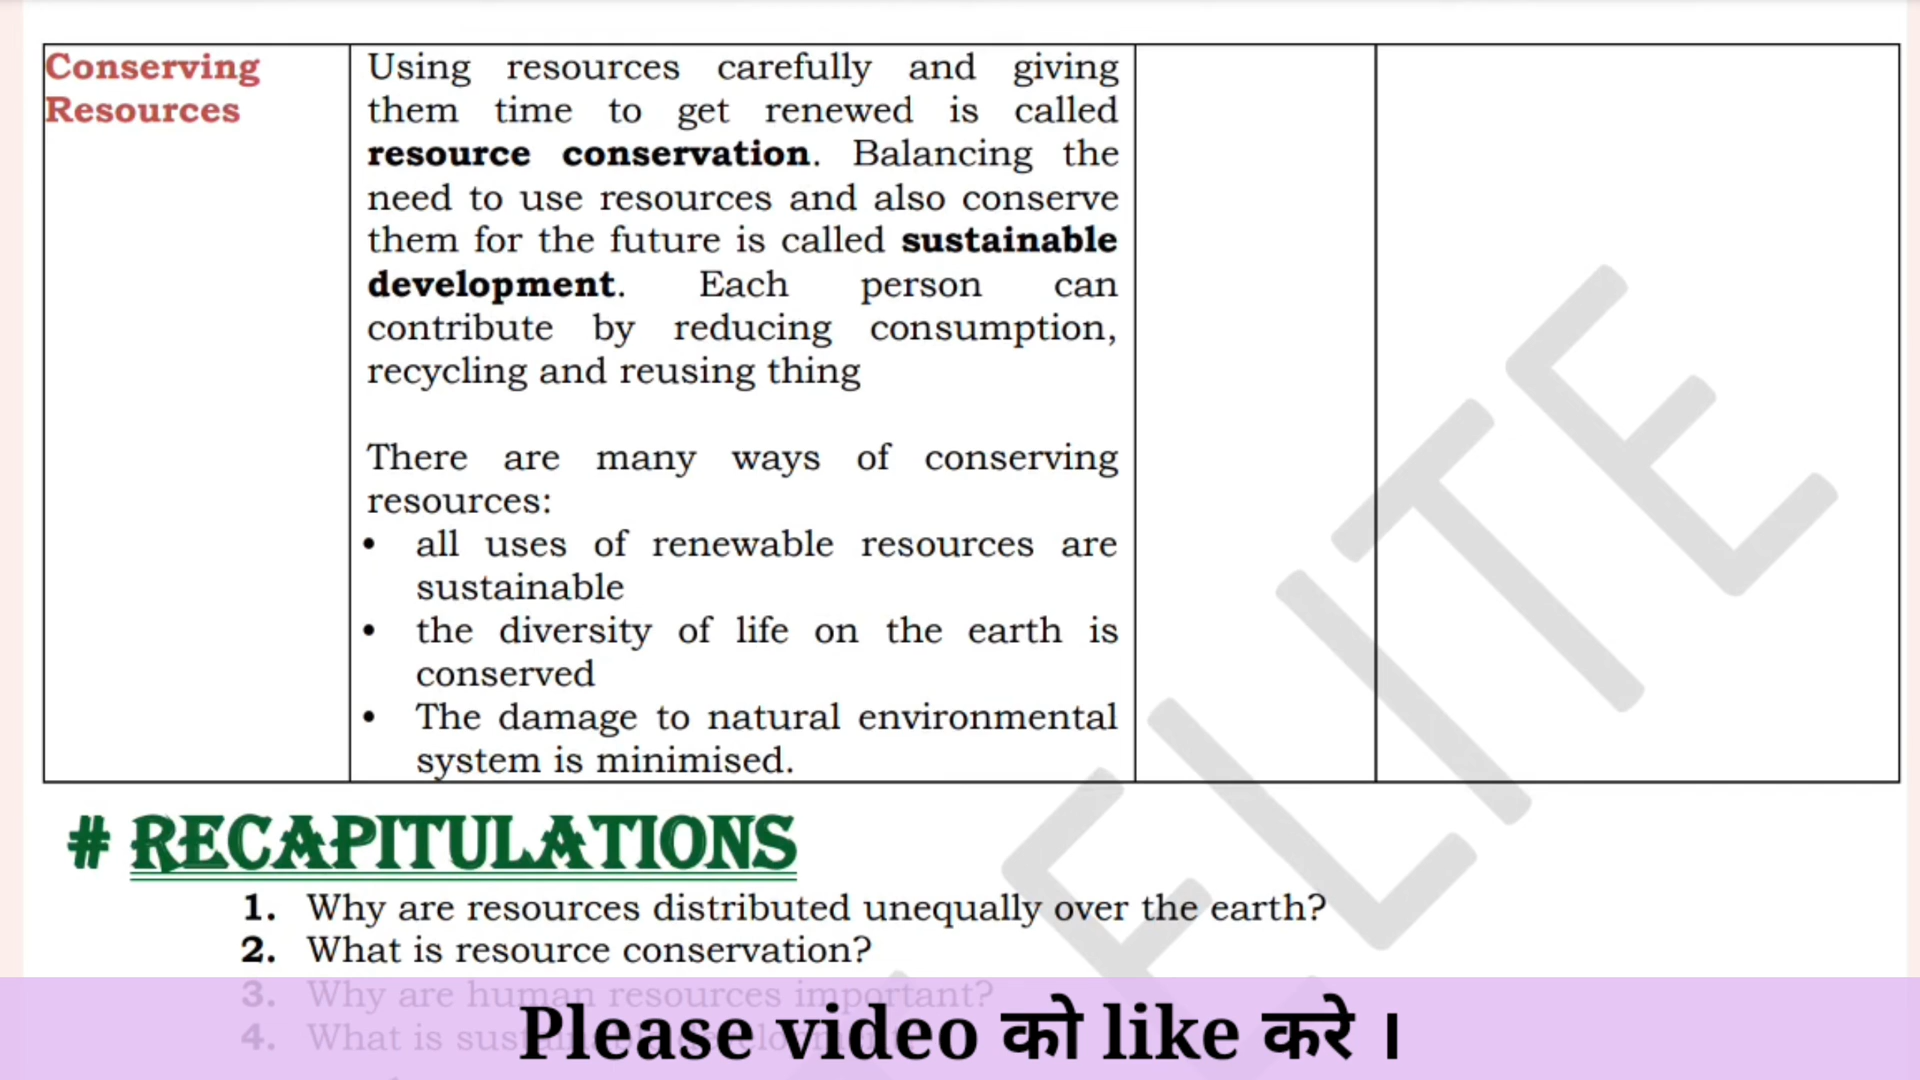 Conserving
Resources
Using resources carefully and giving
them time to get renewed is called
resource conservation. Balancing the
need to use resources and also conserve
them for the future is called sustainable
development. Each person can
contribute by reducing consumption,
recycling and reusing thing
There are many ways of conserving
resources:
• all uses of renewable resources are
sustainable
• the diversity of life on the earth is
conserved
• The damage to natural environmental
system is minimised.
# RECAPITULATIONS
1. Why are resources distributed unequally over the earth?
2. What is resource conservation?
3. Why are human resources important?
4. What is
Please video को like करे ।
ELITE